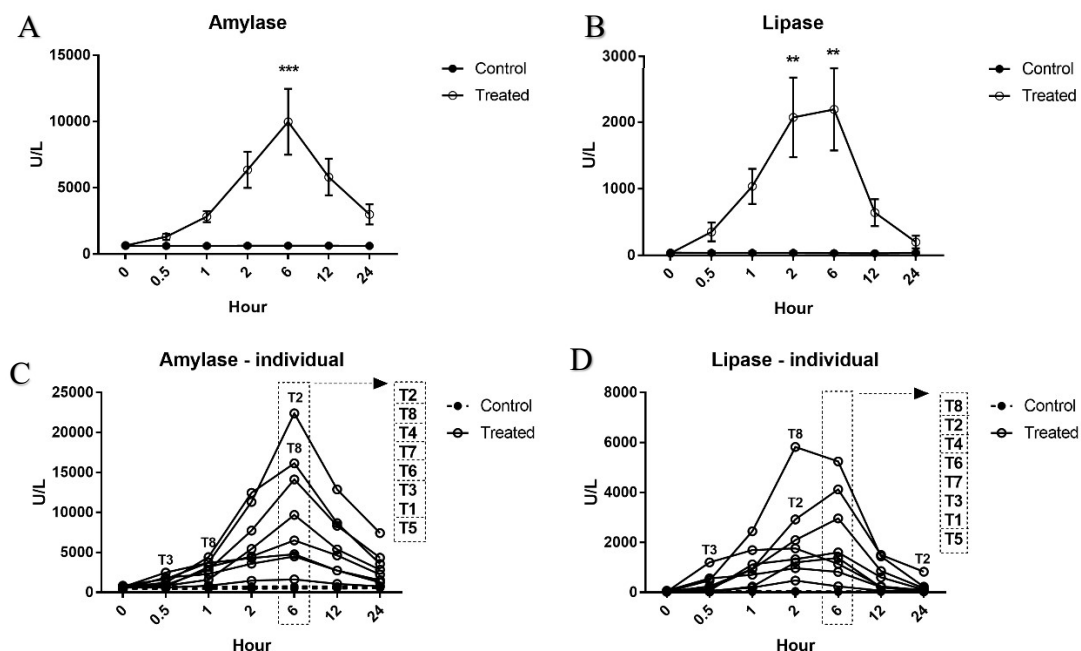 A
Amylase
15000
10000
5000
0
U/L
***
0
0.5
1
2
6
12
24
Hour
Control
Treated
B
Lipase
3000
2000
1000
0
U/L
**
**
0
0.5
1
2
6
12
24
Hour
Control
Treated
C
Amylase - individual
25000
20000
15000
10000
5000
0
U/L
T3
T8
T2
T8
0
0.5
1
2
6
12
24
Hour
T2
T8
T4
T7
T6
T3
T1
T5
Control
Treated
D
Lipase - individual
8000
6000
4000
2000
0
U/L
T3
T8
T2
T2
0
0.5
1
2
6
12
24
Hour
T8
T2
T4
T6
T7
T3
T1
T5
Control
Treated